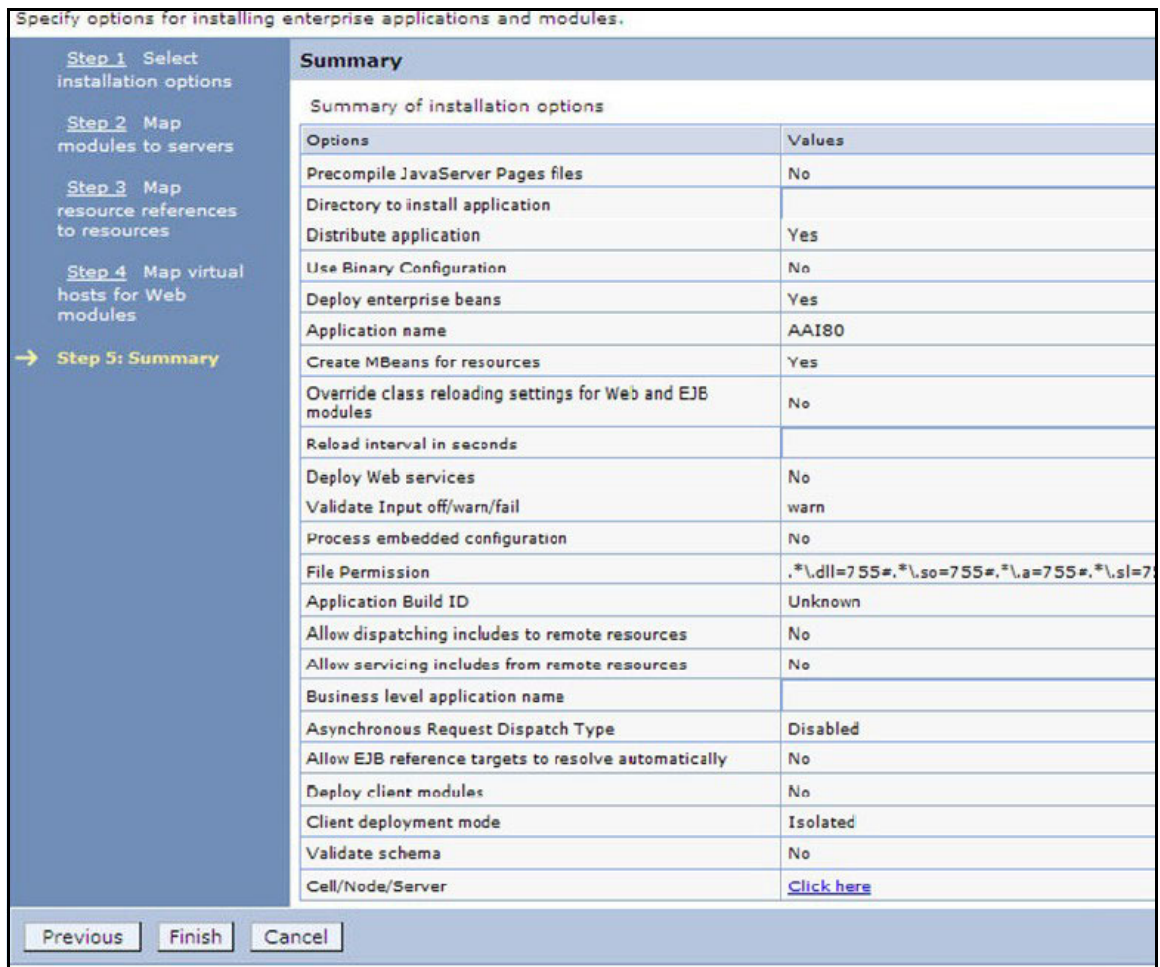 Specify options for installing enterprise applications and modules.
Step 1 Select
installation options
Step 2 Map
modules to servers
Step 3 Map
resource references
to resources
Step 4 Map virtual
hosts for Web
modules
Step 5: Summary
Summary
Summary of installation options
Options Values
Precompile JavaServer Pages files No
Directory to install application
Distribute application Yes
Use Binary Configuration No
Deploy enterprise beans Yes
Application name AAI80
Create MBeans for resources Yes
Override class reloading settings for Web and EJB
modules No
Reload interval in seconds
Deploy Web services No
Validate Input off/warn/fail warn
Process embedded configuration No
File Permission .*\.dll=755#.*\.so=755#.*\.a=755#.*\.sl=75
Application Build ID Unknown
Allow dispatching includes to remote resources No
Allow servicing includes from remote resources No
Business level application name
Asynchronous Request Dispatch Type Disabled
Allow EJB reference targets to resolve automatically No
Deploy client modules No
Client deployment mode Isolated
Validate schema No
Cell/Node/Server Click here
Previous Finish Cancel